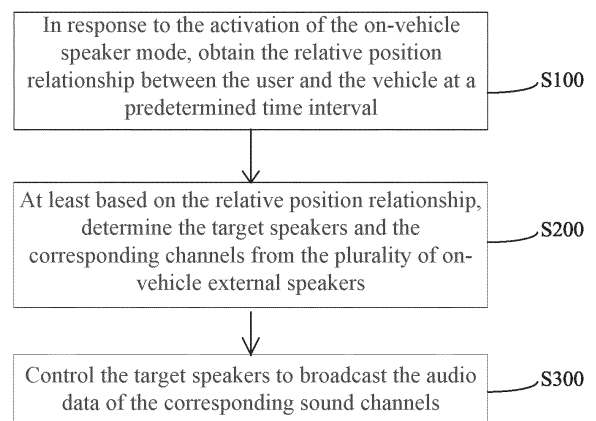 In response to the activation of the on-vehicle
speaker mode, obtain the relative position
relationship between the user and the vehicle at a
predetermined time interval
S100
At least based on the relative position relationship,
determine the target speakers and the
corresponding channels from the plurality of on-
vehicle external speakers
S200
Control the target speakers to broadcast the audio
data of the corresponding sound channels
S300